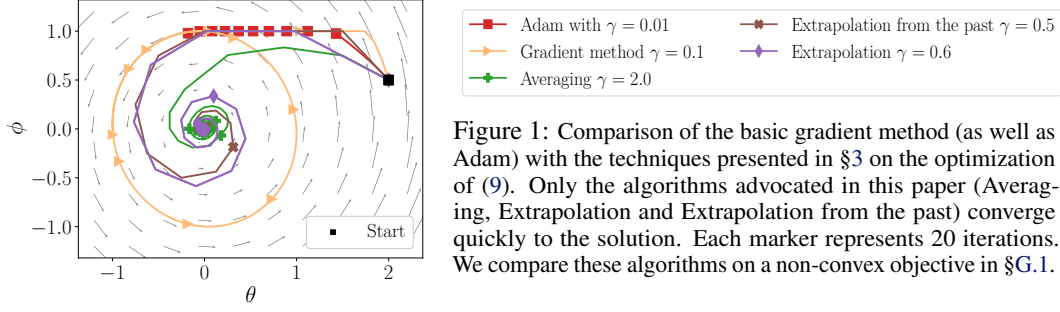 1.0
0.5
0.0
−0.5
−1.0
ϕ
−1
0
1
2
θ
Start
Adam with γ = 0.01
Gradient method γ = 0.1
Averaging γ = 2.0
Extrapolation from the past γ = 0.5
Extrapolation γ = 0.6
Figure 1: Comparison of the basic gradient method (as well as
Adam) with the techniques presented in §3 on the optimization
of (9). Only the algorithms advocated in this paper (Averag-
ing, Extrapolation and Extrapolation from the past) converge
quickly to the solution. Each marker represents 20 iterations.
We compare these algorithms on a non-convex objective in §G.1.